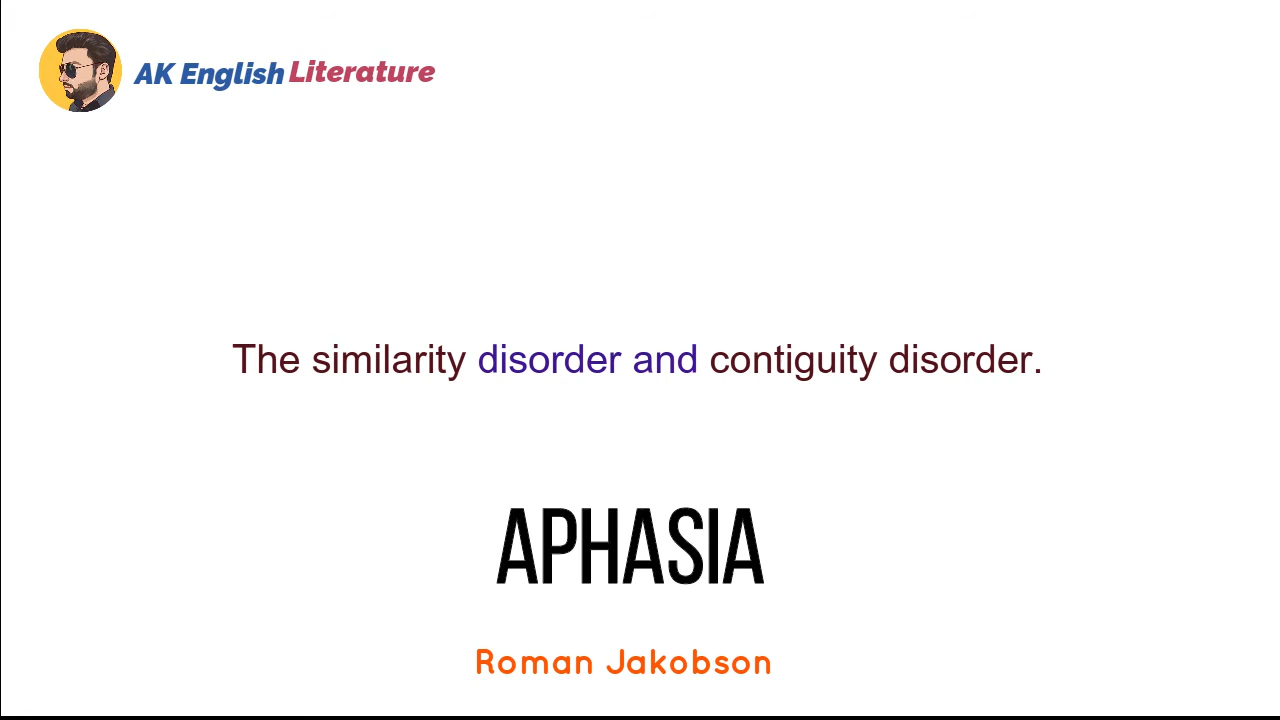 AK English Literature
The similarity disorder and contiguity disorder.
APHASIA
Roman Jakobson